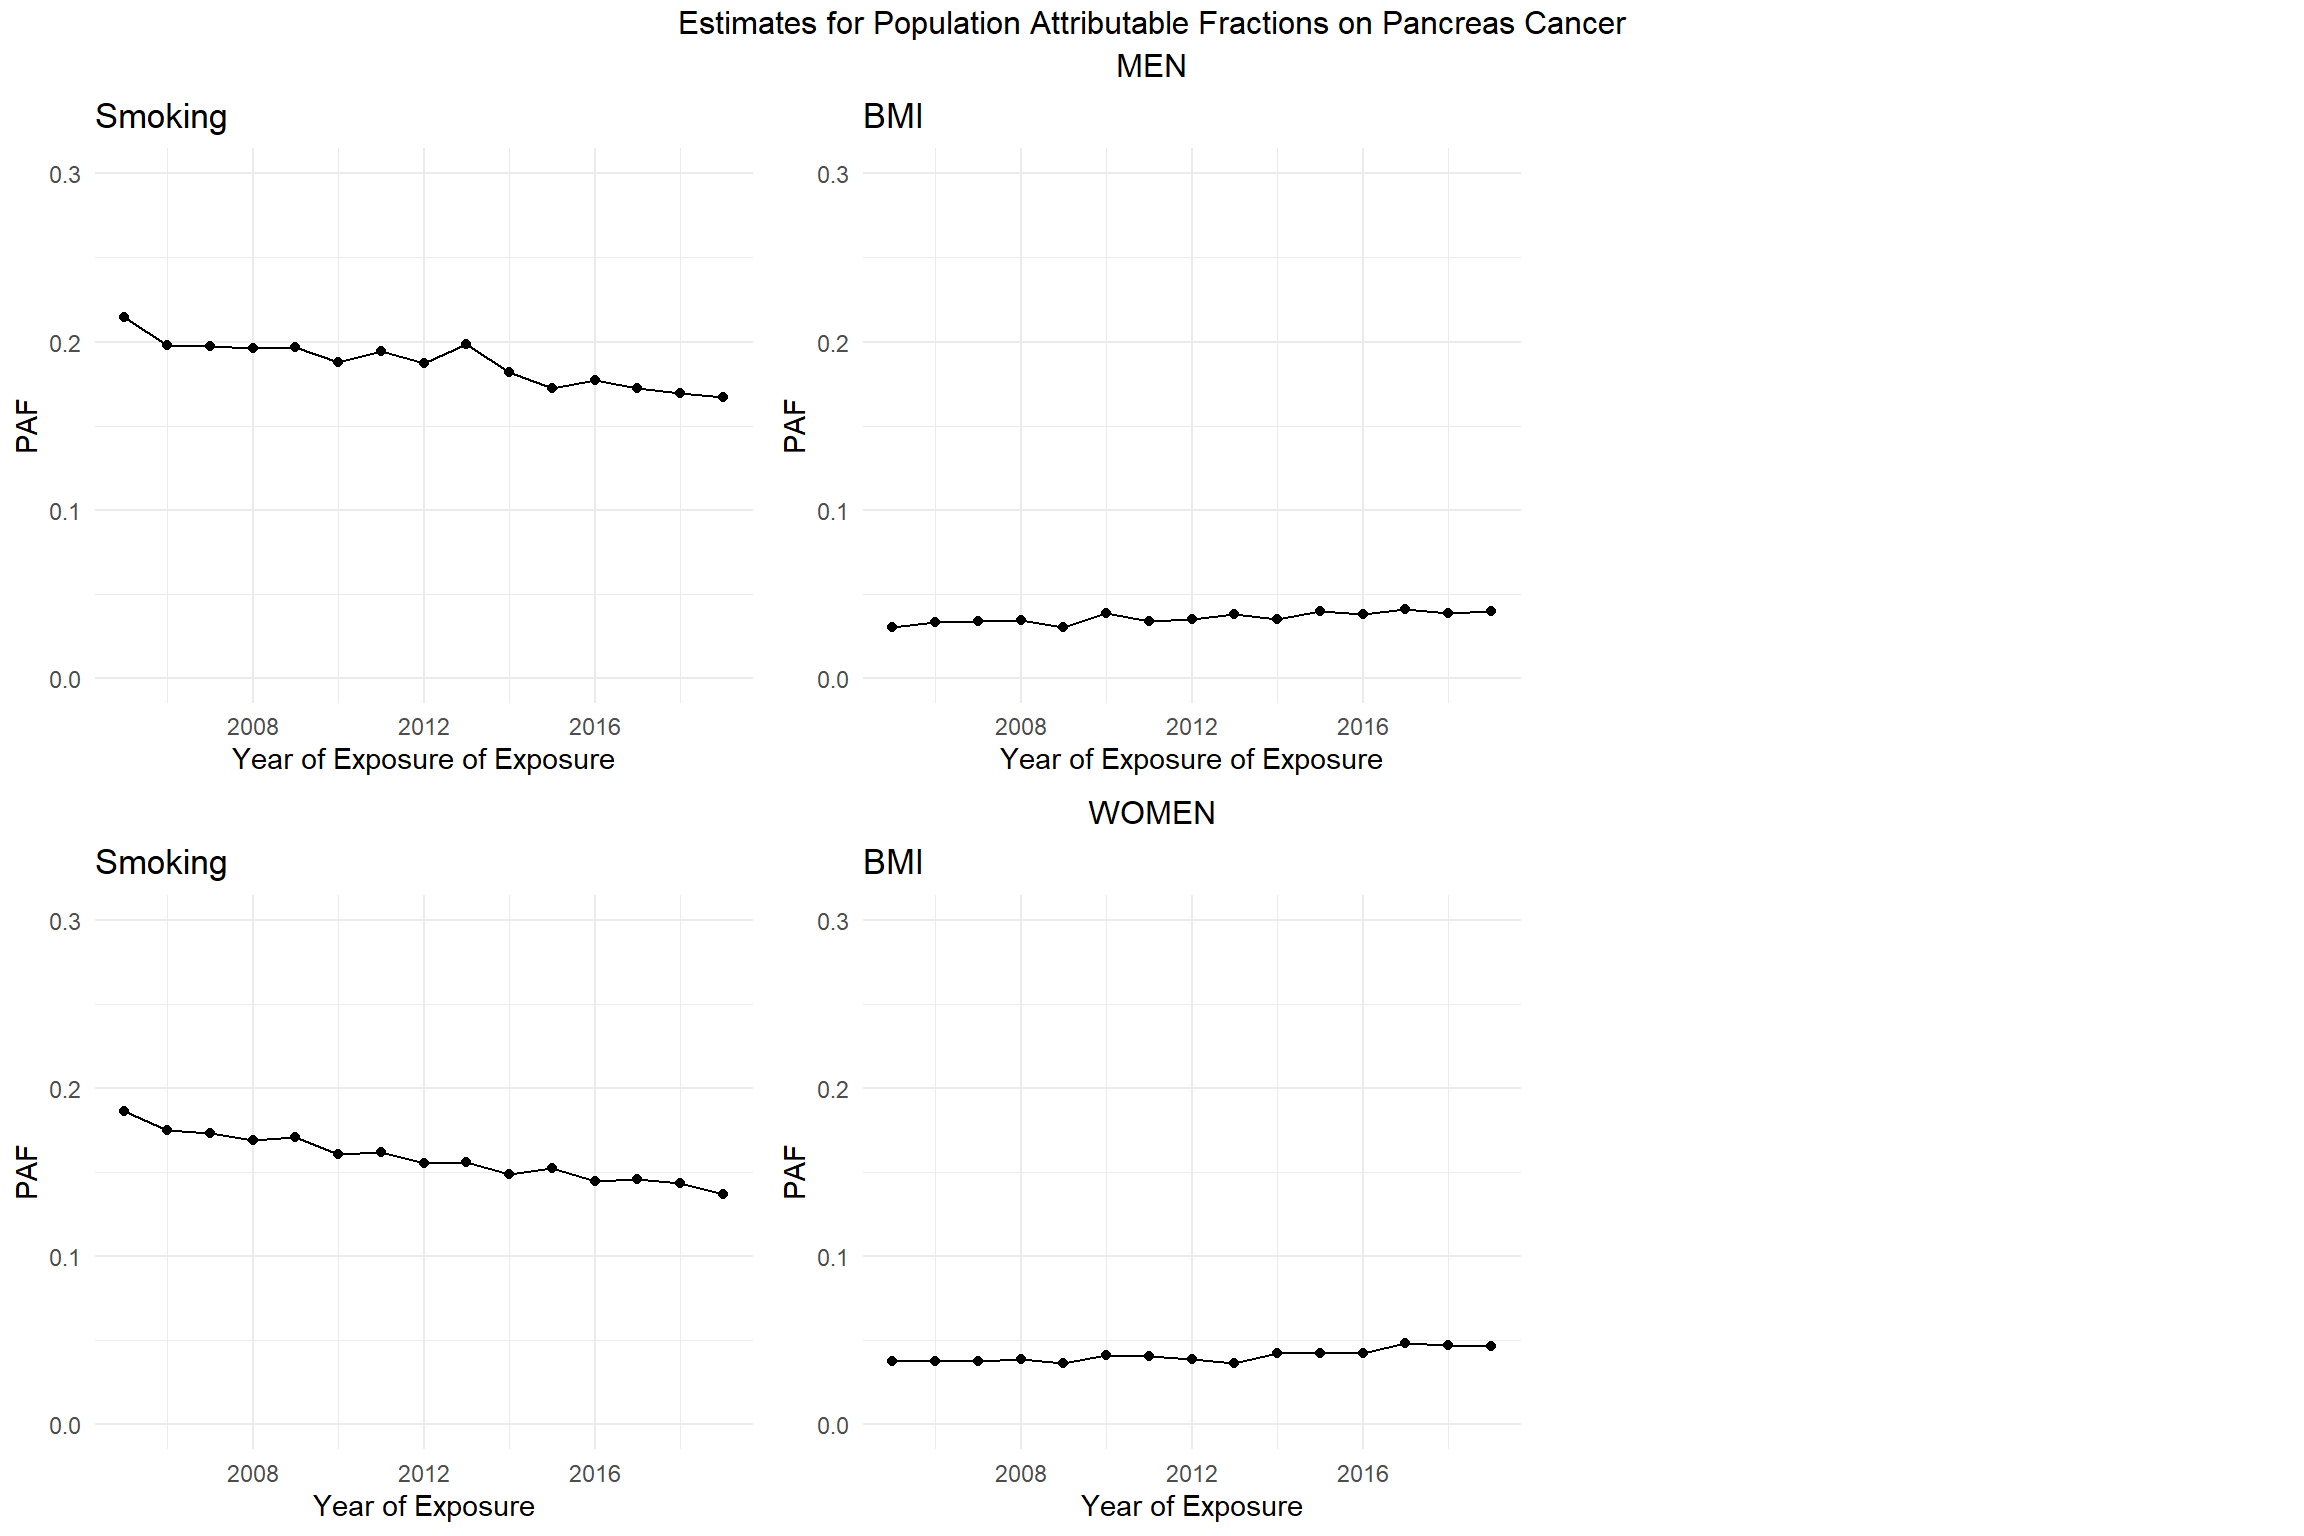 Estimates for Population Attributable Fractions on Pancreas Cancer
MEN
Smoking
0.3
0.2
0.1
0.0
PAF
2008 2012 2016
Year of Exposure of Exposure
BMI
0.3
0.2
0.1
0.0
PAF
2008 2012 2016
Year of Exposure of Exposure
WOMEN
Smoking
0.3
0.2
0.1
0.0
PAF
2008 2012 2016
Year of Exposure
BMI
0.3
0.2
0.1
0.0
PAF
2008 2012 2016
Year of Exposure